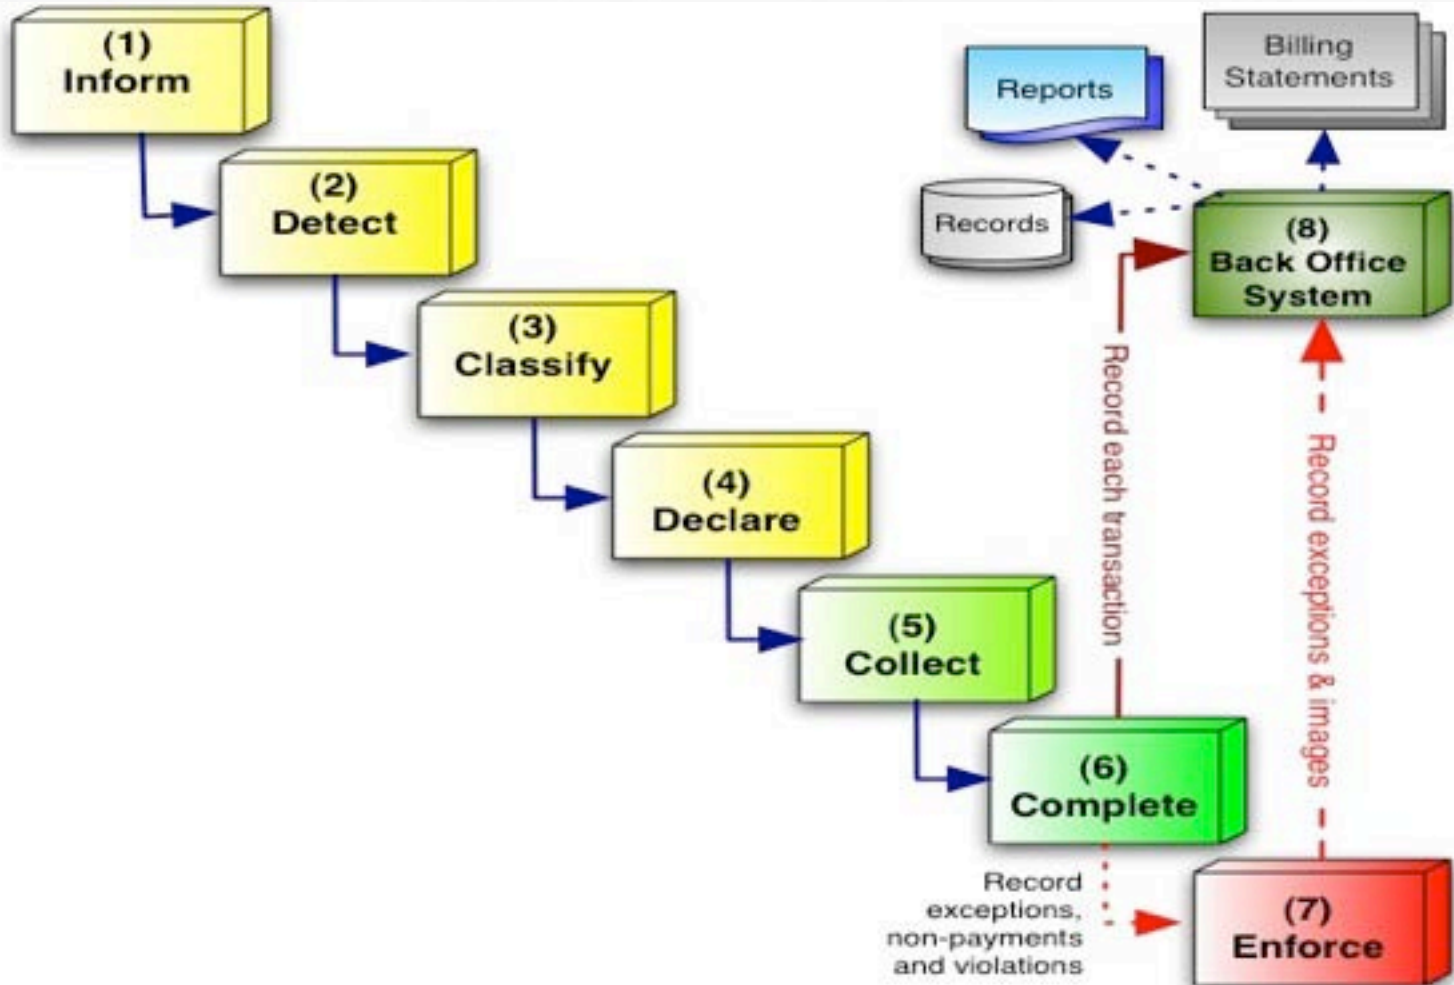 (1)
Inform
(2)
Detect
(3)
Classify
(4)
Declare
(5)
Collect
(6)
Complete
Record
exceptions,
non-payments
and violations
(7)
Enforce
Record each transaction
Record exceptions & images
(8)
Back Office
System
Records
Reports
Billing
Statements